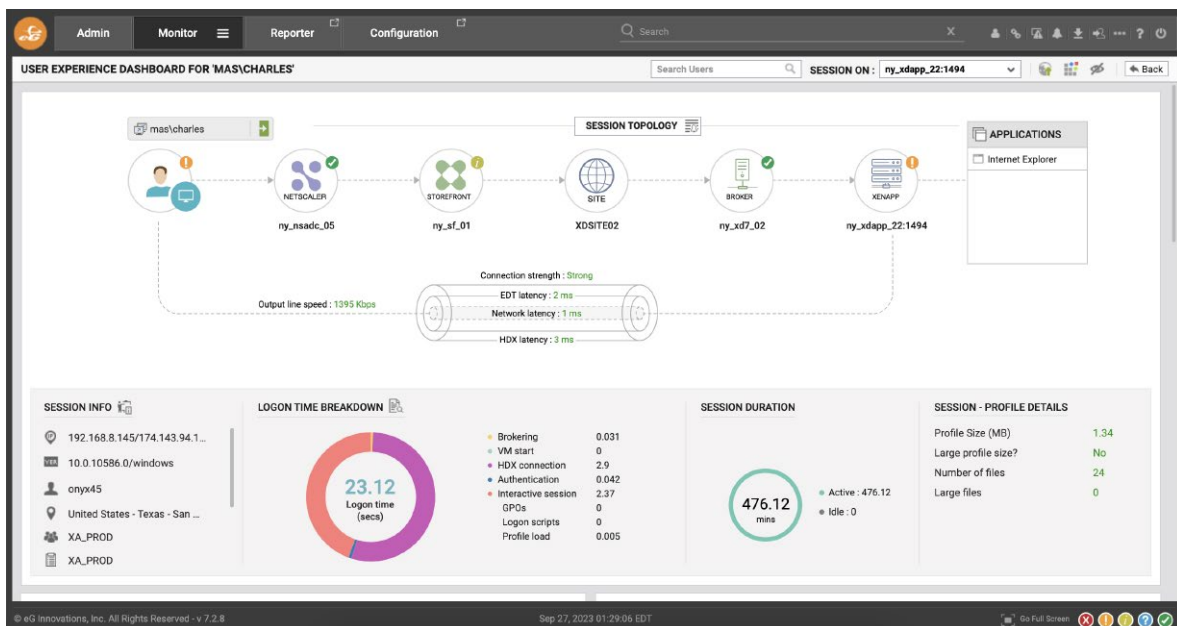 eG
Admin
Monitor
Reporter
Configuration
Search
X
?
USER EXPERIENCE DASHBOARD FOR 'MAS\CHARLES'
Search Users
SESSION ON :
ny_xdapp_22:1494
Back
mas\charles
SESSION TOPOLOGY
APPLICATIONS
Internet Explorer
NETSCALER
STOREFRONT
SITE
BROKER
XENAPP
ny_nsadc_05
ny_sf_01
XDSITE02
ny_xd7_02
ny_xdapp_22:1494
Connection strength : Strong
EDT latency : 2 ms
Output line speed : 1395 Kbps
Network latency : 1 ms
HDX latency : 3 ms
SESSION INFO
192.168.8.145/174.143.94.1...
VER
10.0.10586.0/windows
onyx45
United States - Texas - San ...
XA_PROD
XA_PROD
LOGON TIME BREAKDOWN
23.12
Logon time
(secs)
Brokering 0.031
VM start 0
HDX connection 2.9
Authentication 0.042
Interactive session 2.37
GPOs 0
Logon scripts 0
Profile load 0.005
SESSION DURATION
476.12
mins
Active : 476.12
Idle : 0
SESSION - PROFILE DETAILS
Profile Size (MB) 1.34
Large profile size? No
Number of files 24
Large files 0
© eG Innovations, Inc. All Rights Reserved - v 7.2.8
Sep 27, 2023 01:29:06 EDT
Go Full Screen